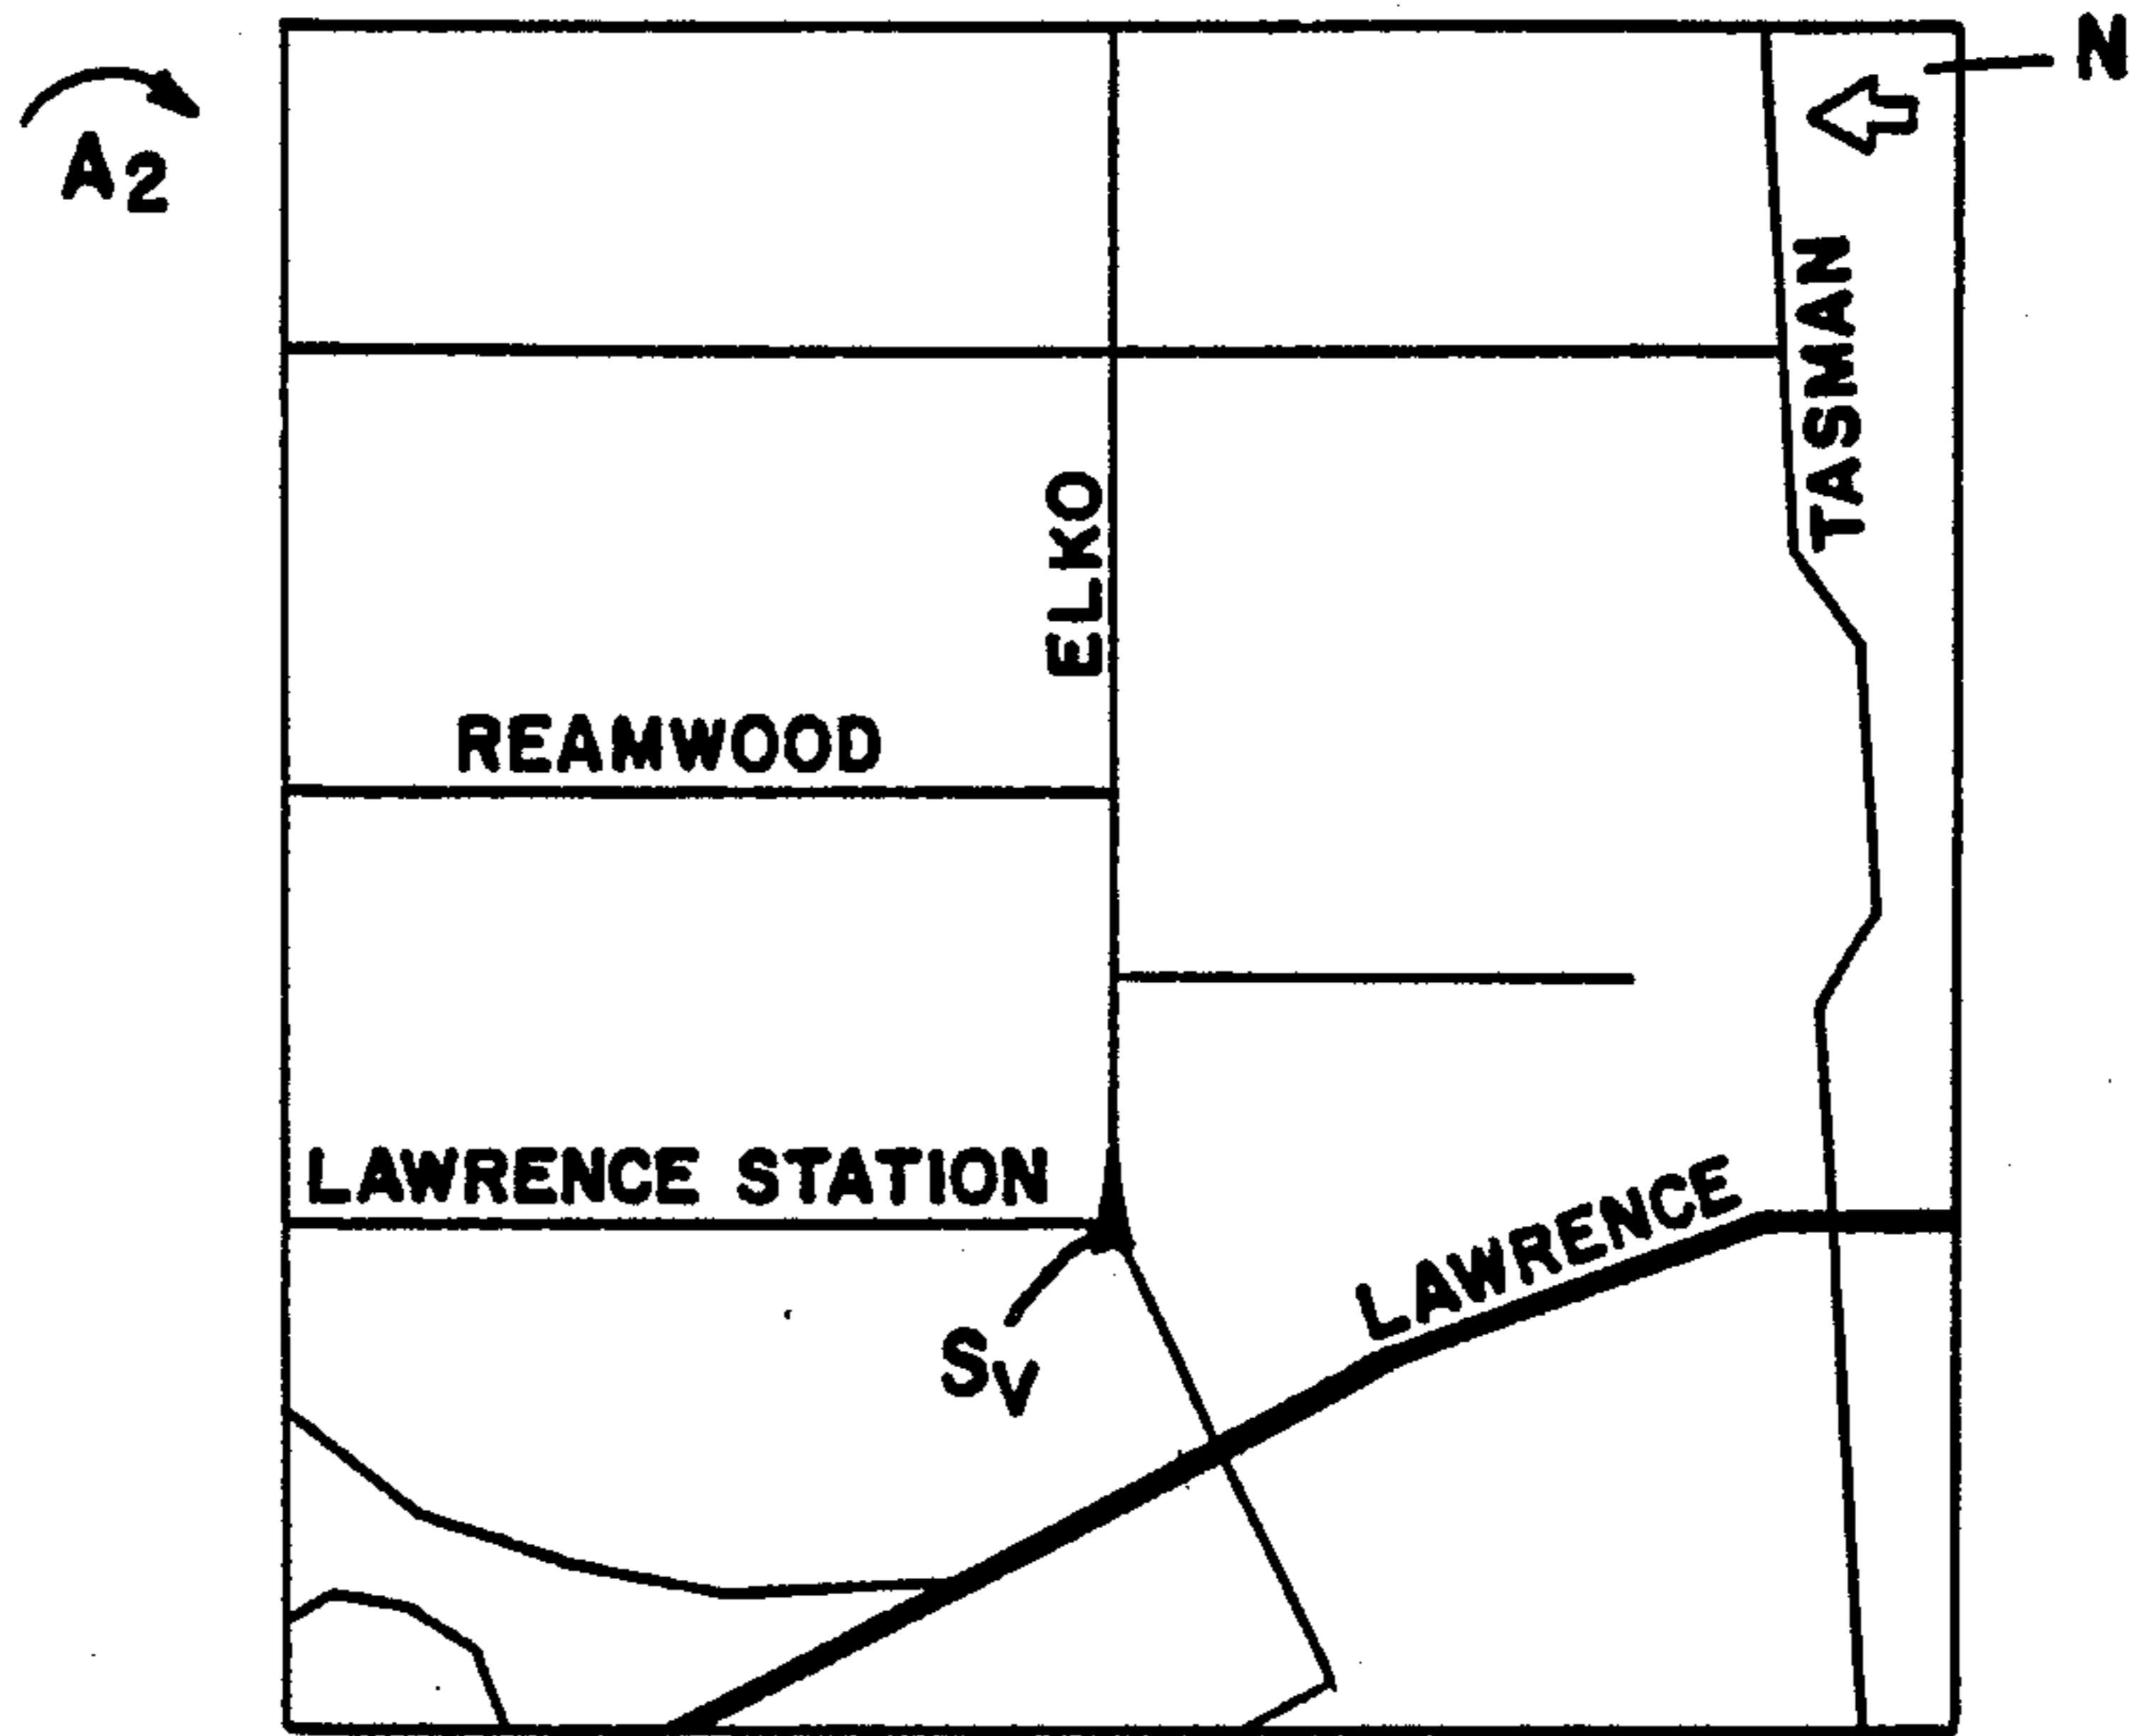 N
A2
TASMAN
ELKO
REAMWOOD
LAWRENCE STATION
LAWRENCE
SV